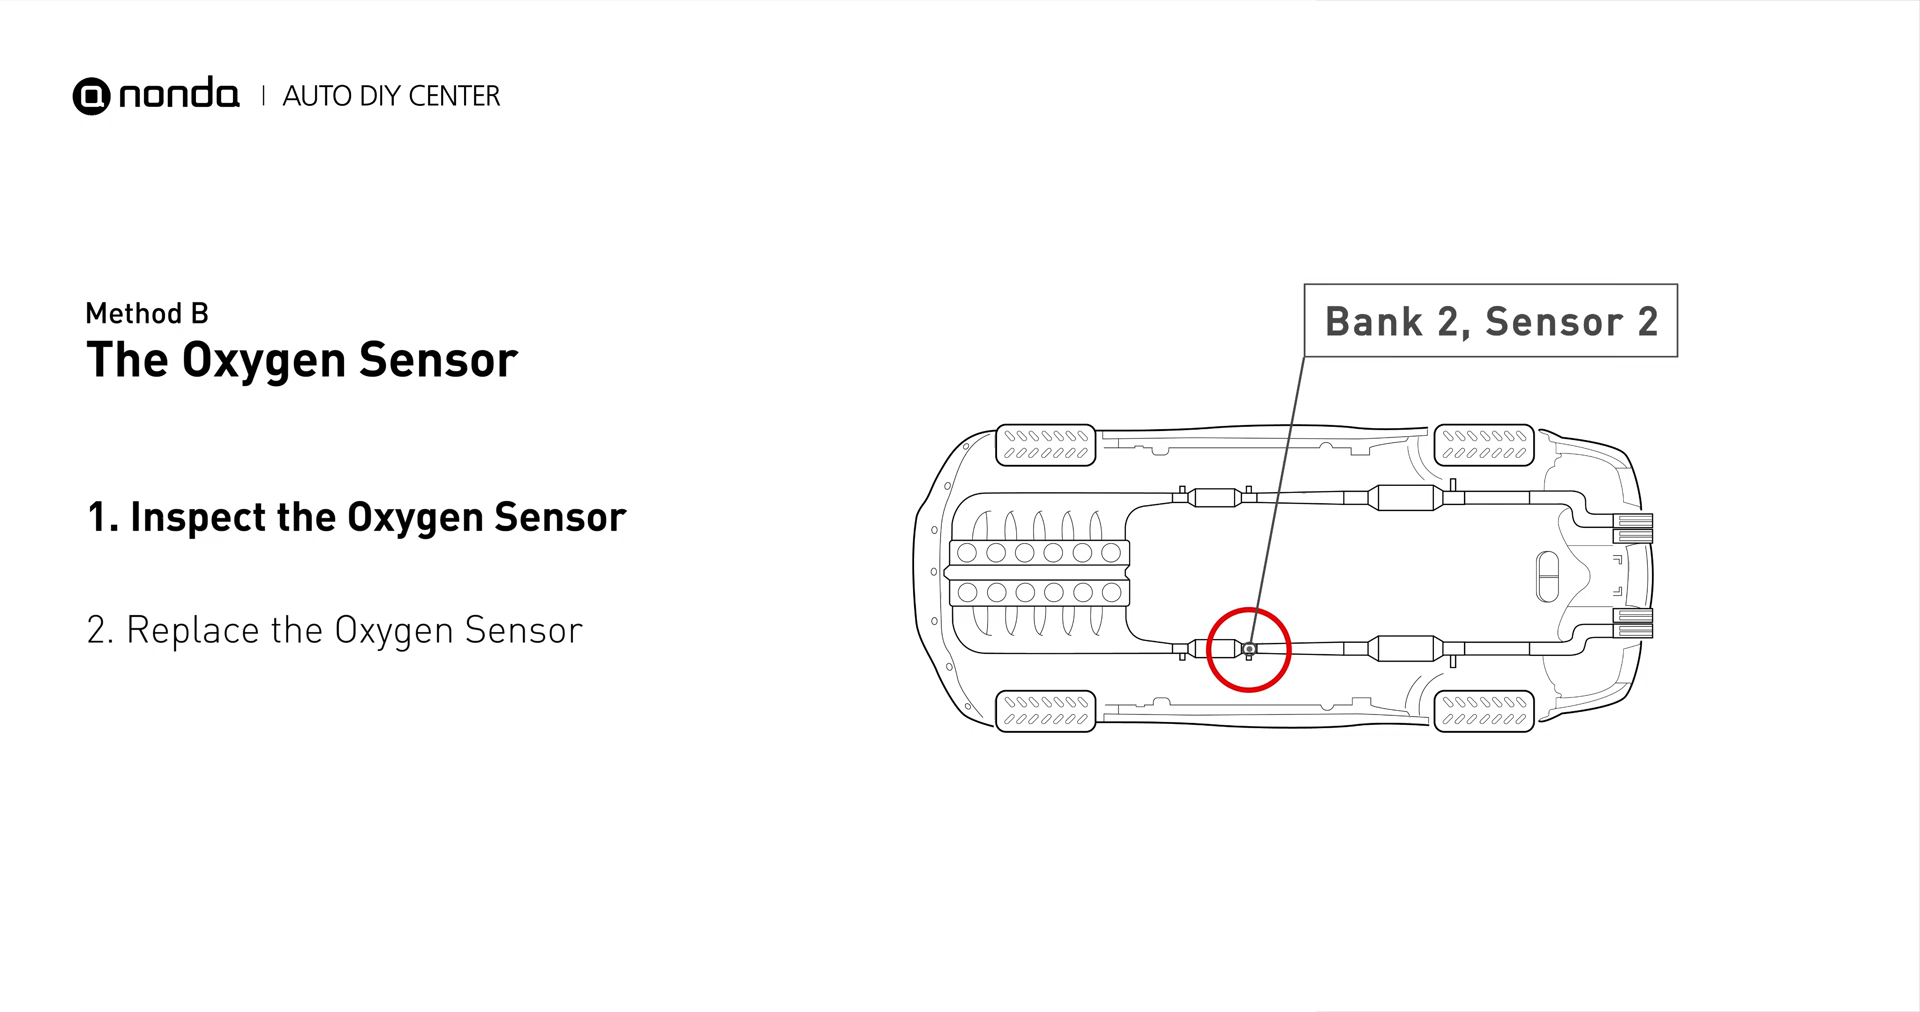 nonda | AUTO DIY CENTER
Method B
The Oxygen Sensor
Bank 2, Sensor 2
1. Inspect the Oxygen Sensor
2. Replace the Oxygen Sensor